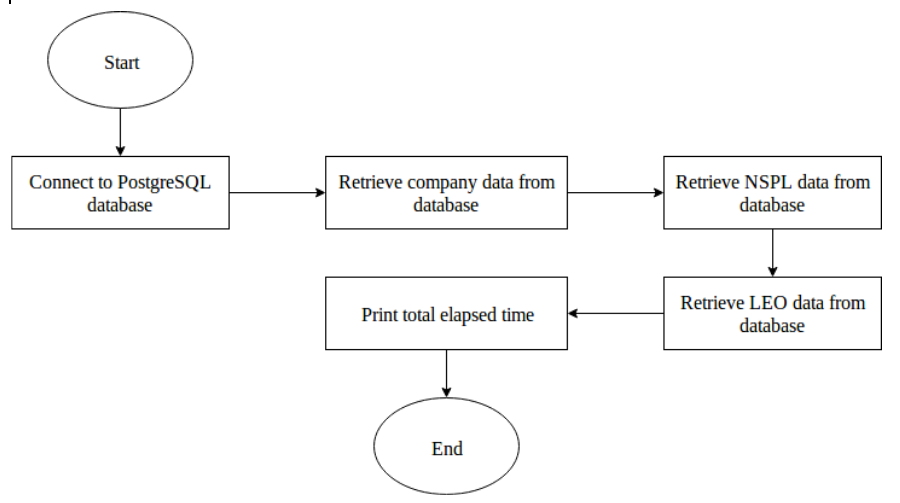 Start
Connect to PostgreSQL
database
Retrieve company data from
database
Retrieve NSPL data from
database
Retrieve LEO data from
database
Print total elapsed time
End